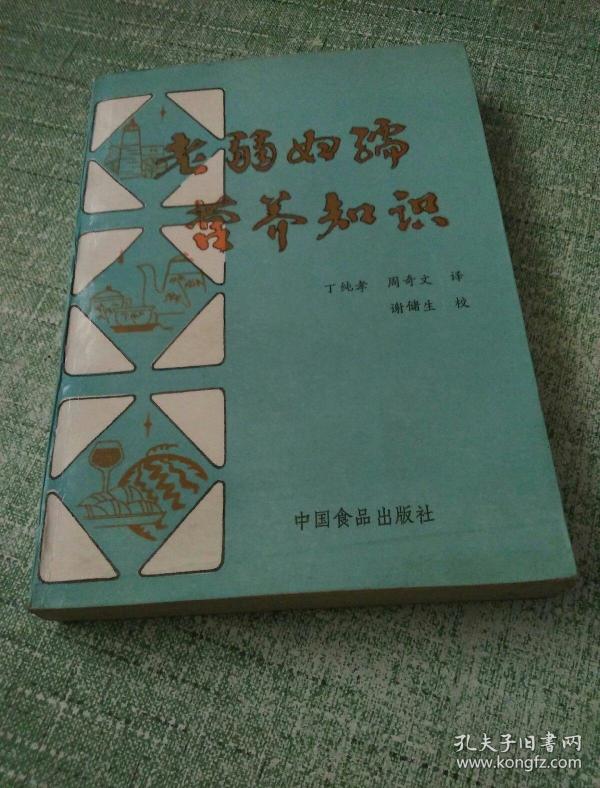 老弱妇孺
营养知识
丁纯孝 周奇文 译
谢储生 校
中国食品出版社
孔夫子旧书网
www.kongfz.com